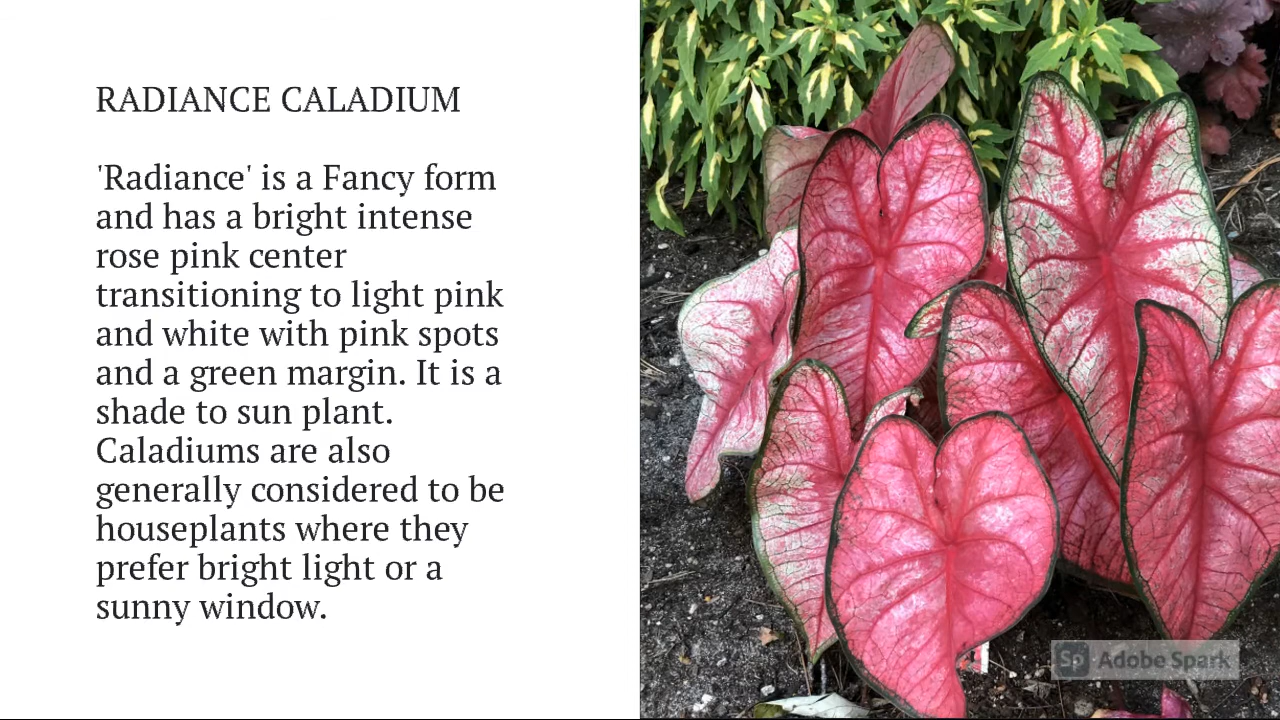 RADIANCE CALADIUM
'Radiance' is a Fancy form
and has a bright intense
rose pink center
transitioning to light pink
and white with pink spots
and a green margin. It is a
shade to sun plant.
Caladiums are also
generally considered to be
houseplants where they
prefer bright light or a
sunny window.
Sp Adobe Spark